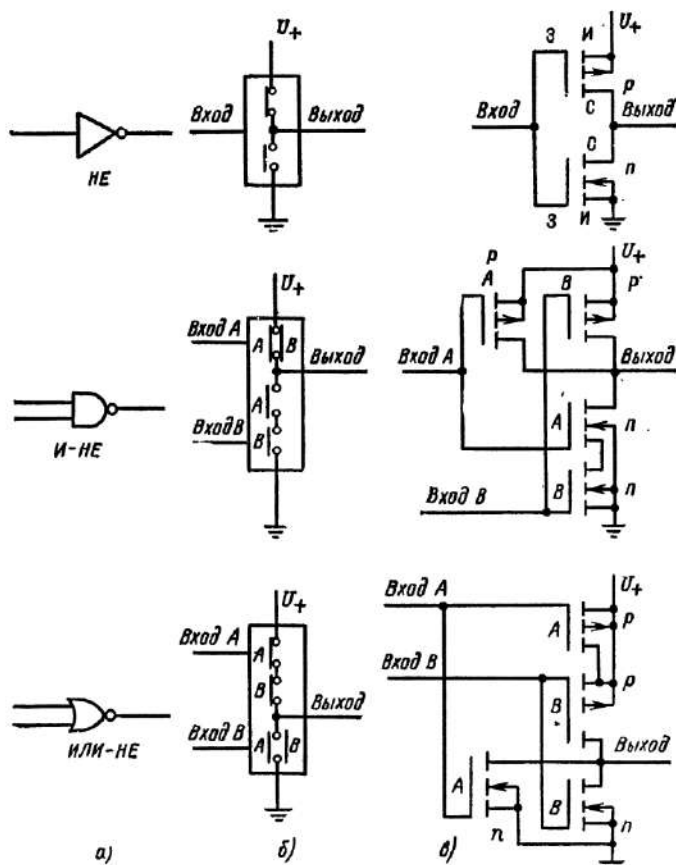 U+
U+
З И
р
Вход Выход
Вход С Выход
С
п
НЕ
З И
U+
U+
р
А В р
Вход А
А В Выход
Вход А Выход
А
А п
Вход В
В
И-НЕ
В п
Вход В
U+
U+
Вход А
Вход А
А р
А
Вход В
В р
В
Выход
Вход В
А В
Выход
ИЛИ-НЕ
А В
п п
а) б) в)